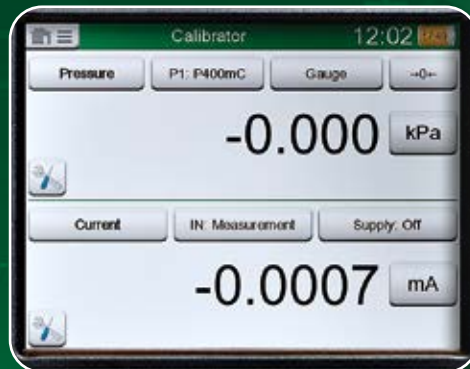 Calibrator 12:02
Pressure P1: P400mC Gauge →0←
-0.000 kPa
Current IN: Measurement Supply: Off
-0.0007 mA